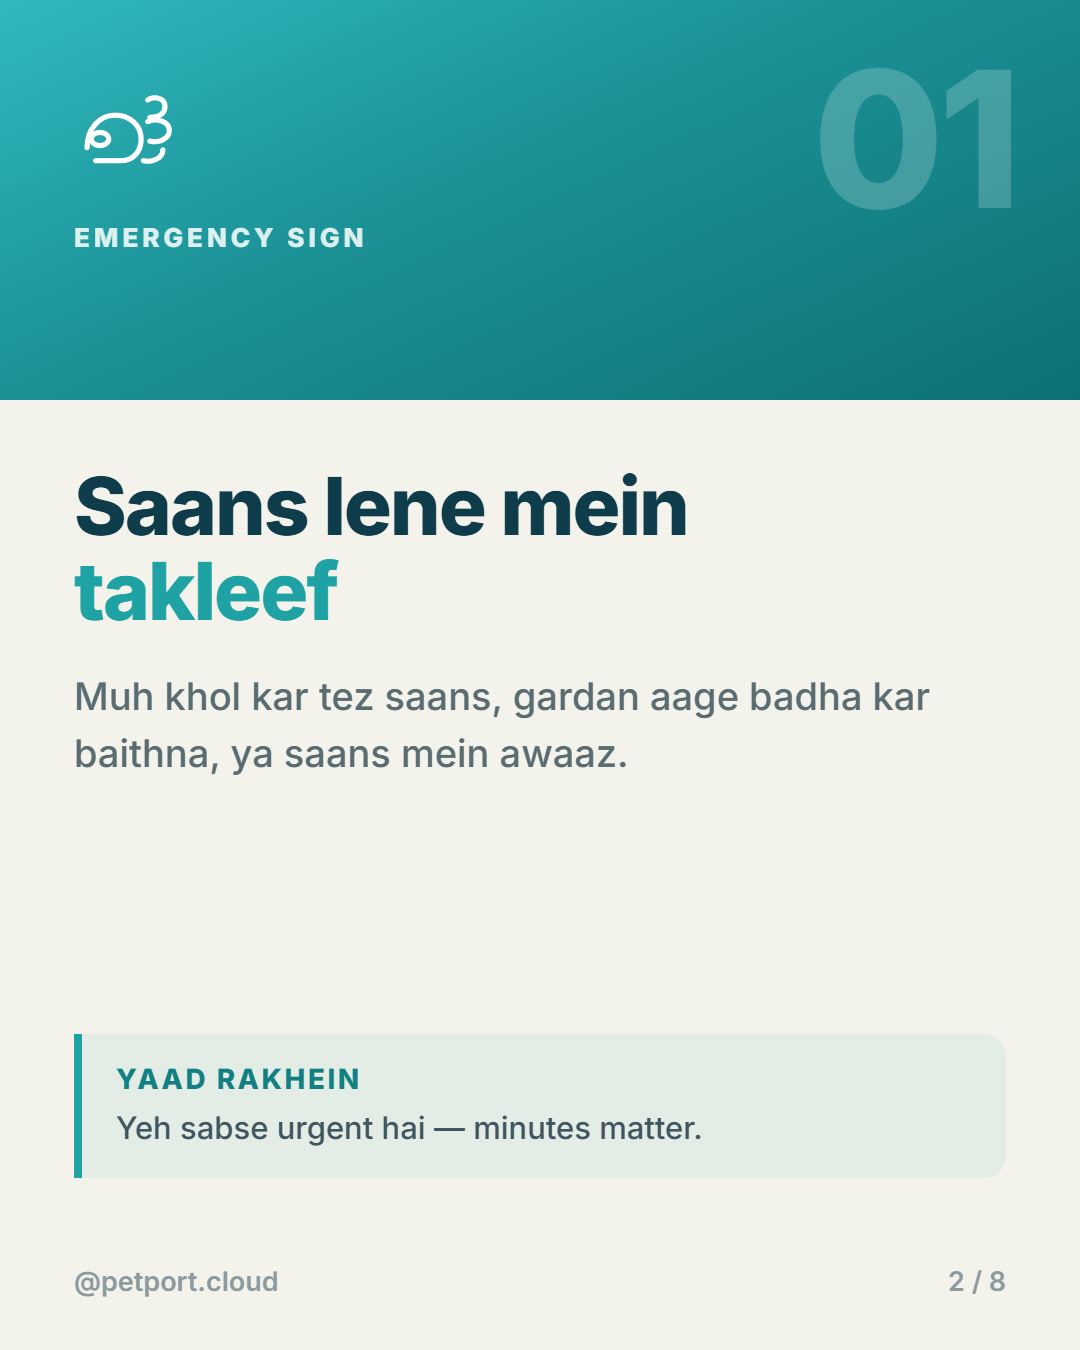 01
EMERGENCY SIGN
Saans lene mein
takleef
Muh khol kar tez saans, gardan aage badha kar
baithna, ya saans mein awaaz.
YAAD RAKHEIN
Yeh sabse urgent hai — minutes matter.
@petport.cloud
2 / 8